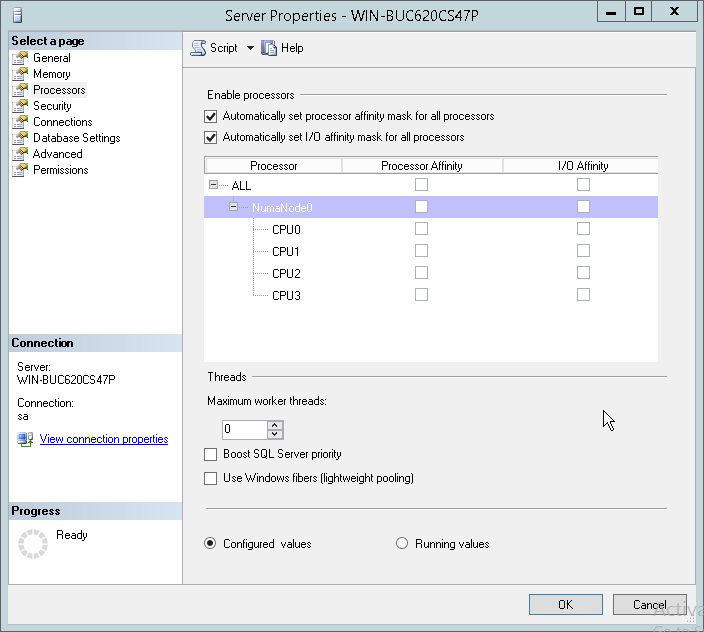 Server Properties - WIN-BUC620CS47P
Select a page
General
Memory
Processors
Security
Connections
Database Settings
Advanced
Permissions
Connection
Server:
WIN-BUC620CS47P
Connection:
sa
View connection properties
Progress
Ready
Script Help
Enable processors
Automatically set processor affinity mask for all processors
Automatically set I/O affinity mask for all processors
Processor Processor Affinity I/O Affinity
ALL
NumaNode0
CPU0
CPU1
CPU2
CPU3
Threads
Maximum worker threads:
0
Boost SQL Server priority
Use Windows fibers (lightweight pooling)
Configured values Running values
OK Cancel